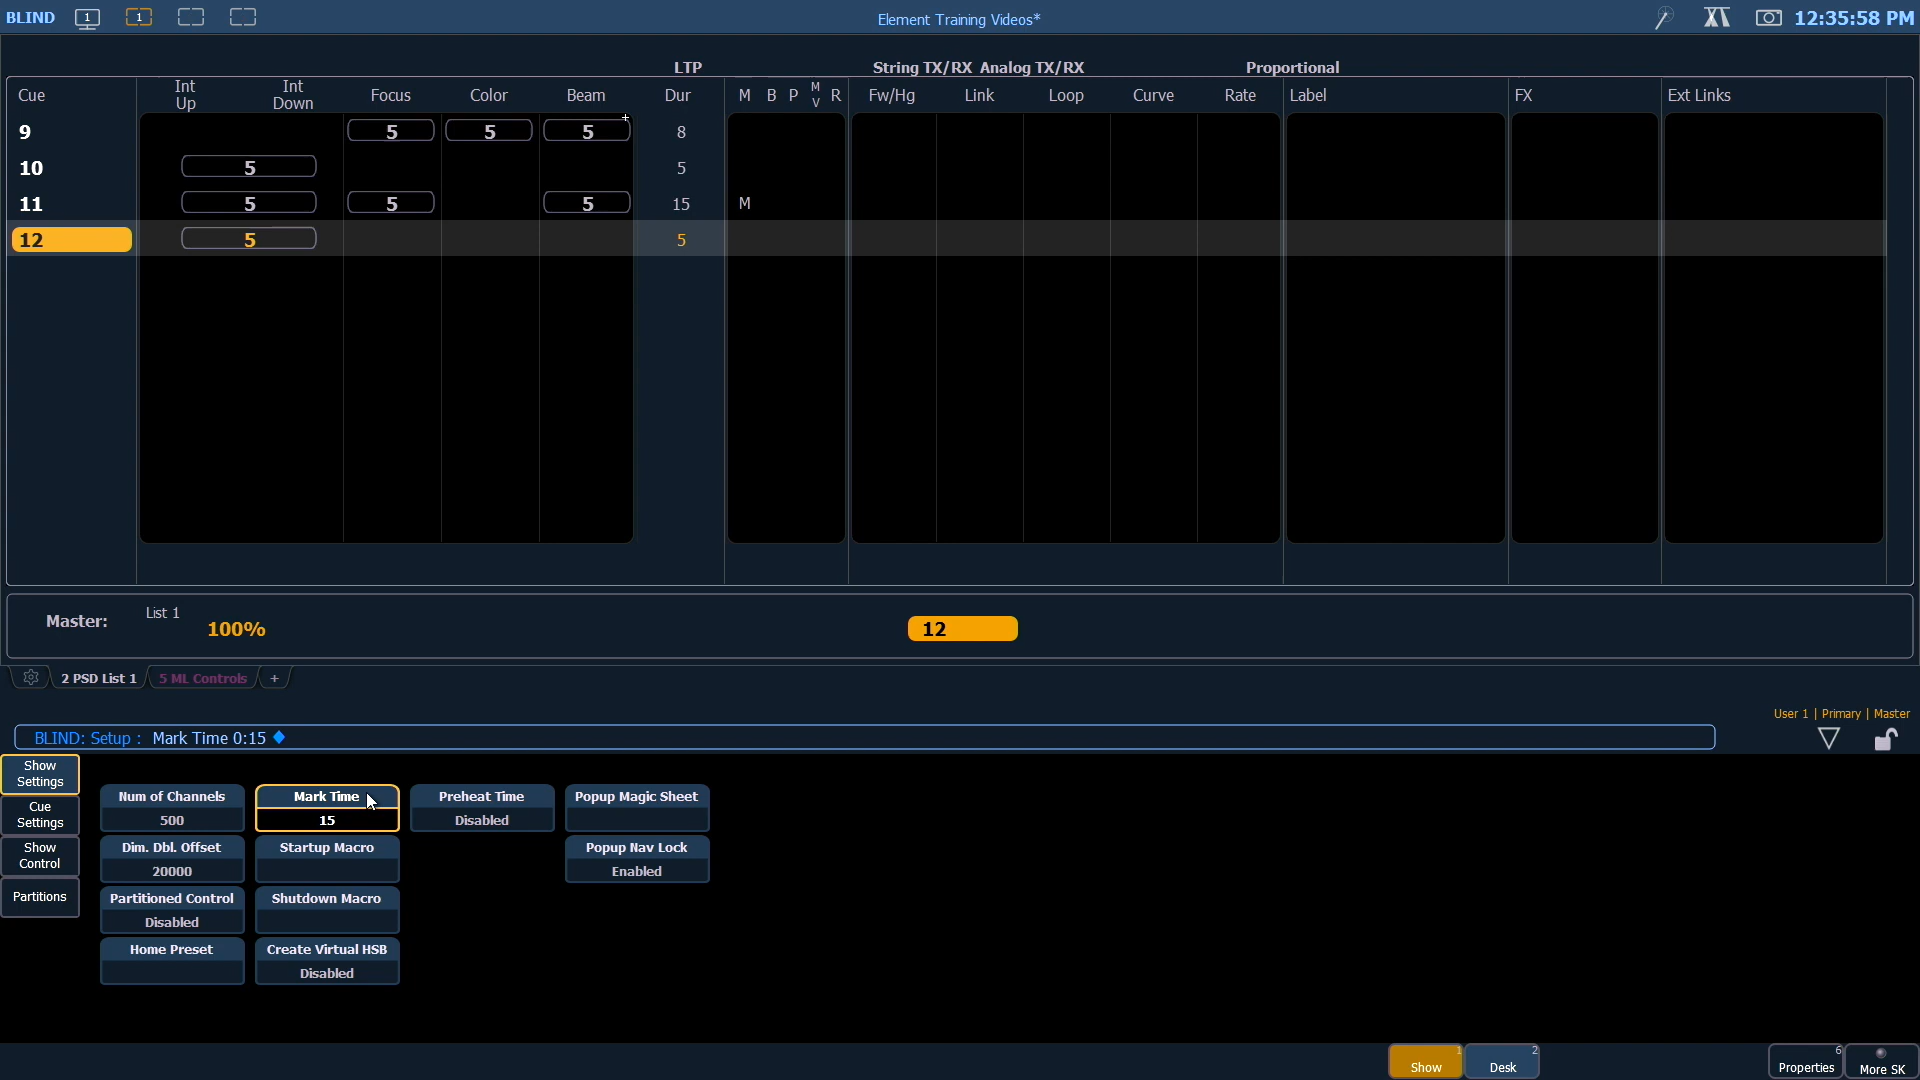 BLIND 1 1 Element Training Videos* 12:35:58 PM
LTP String TX/RX Analog TX/RX Proportional
Cue Int Up Int Down Focus Color Beam Dur M B P MV R Fw/Hg Link Loop Curve Rate Label FX Ext Links
9 5 5 5 + 8
10 5 5
11 5 5 5 15 M
12 5 5
Master: List 1 100% 12
2 PSD List 1 5 ML Controls +
User 1 | Primary | Master
BLIND: Setup : Mark Time 0:15
Show Settings
Cue Settings
Show Control
Partitions
Num of Channels Mark Time Preheat Time Popup Magic Sheet
500 15 Disabled
Dim. Dbl. Offset Startup Macro Popup Nav Lock
20000 Enabled
Partitioned Control Shutdown Macro
Disabled
Home Preset Create Virtual HSB
Disabled
1 Show 2 Desk 6 Properties More SK